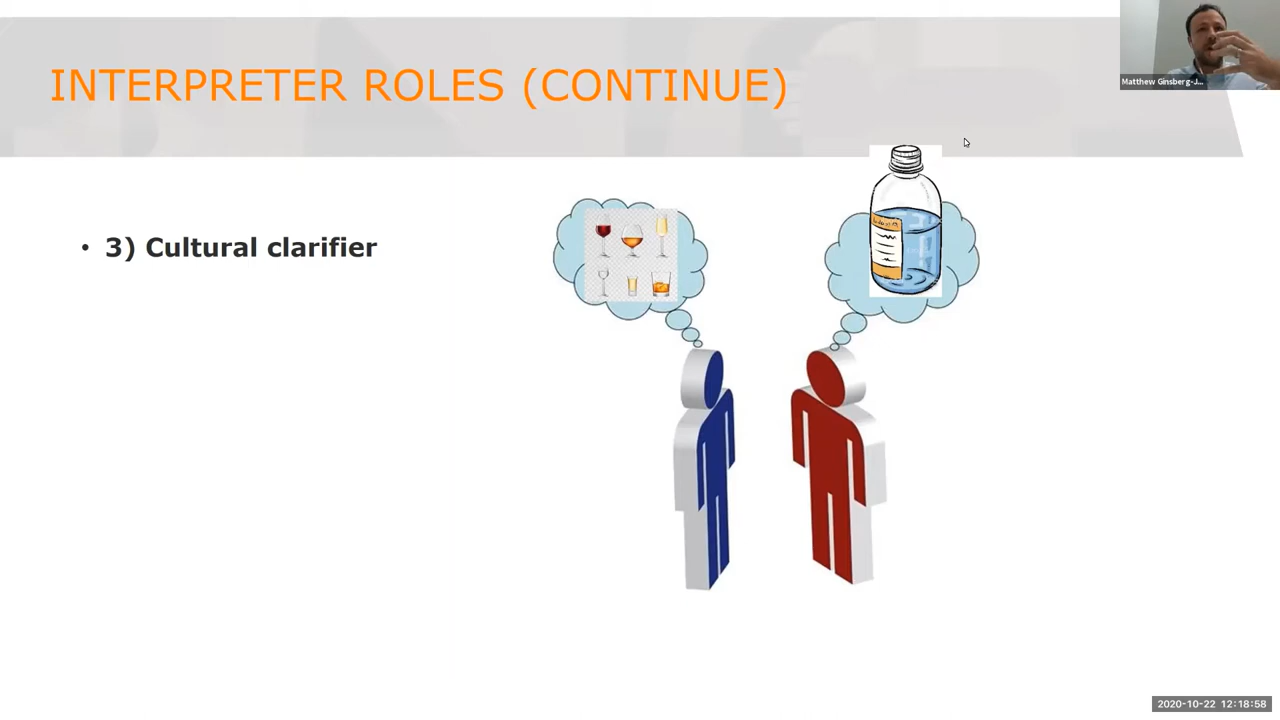 INTERPRETER ROLES (CONTINUE)
Matthew Ginsberg-J...
• 3) Cultural clarifier
2020-10-22 12:18:58